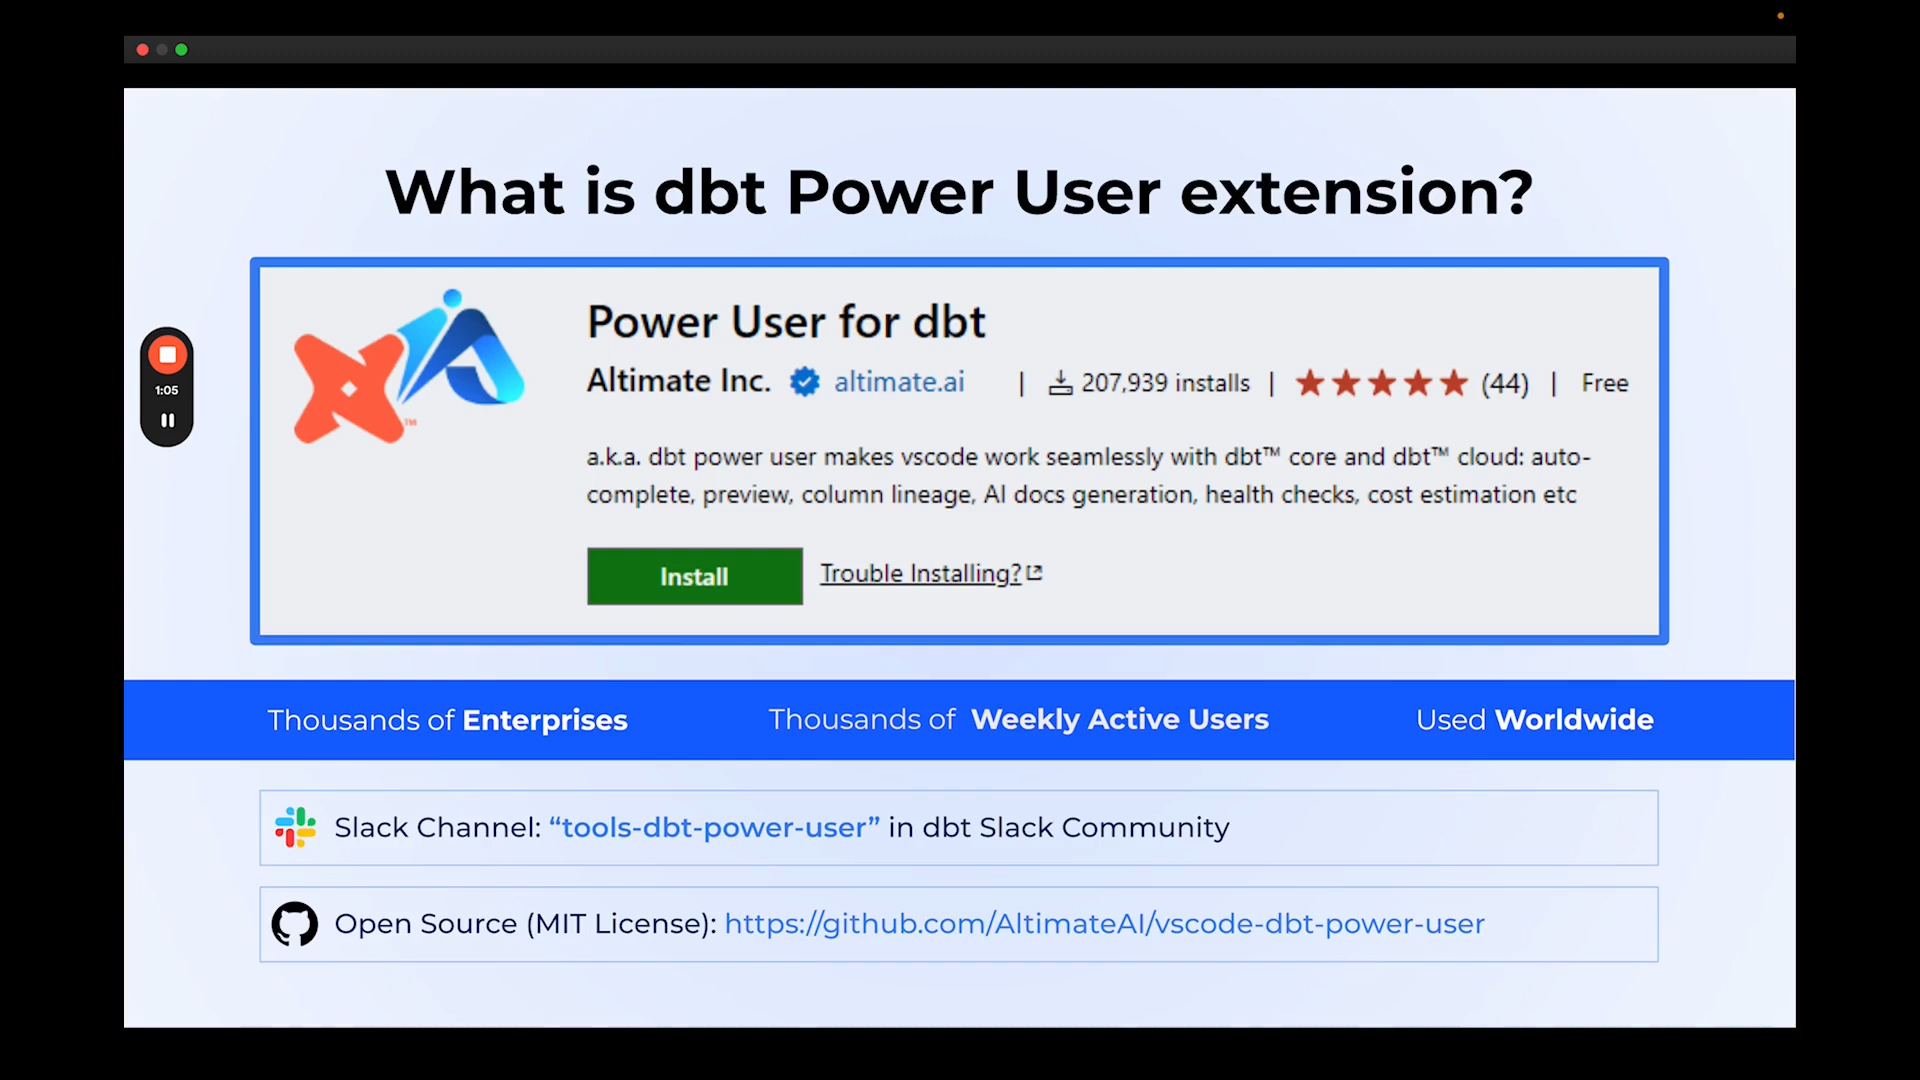 What is dbt Power User extension?
Power User for dbt
Altimate Inc. altimate.ai | 207,939 installs | (44) | Free
1:05
a.k.a. dbt power user makes vscode work seamlessly with dbt™ core and dbt™ cloud: auto-
complete, preview, column lineage, AI docs generation, health checks, cost estimation etc
Install Trouble Installing?
Thousands of Enterprises Thousands of Weekly Active Users Used Worldwide
Slack Channel: “tools-dbt-power-user” in dbt Slack Community
Open Source (MIT License): https://github.com/AltimateAI/vscode-dbt-power-user